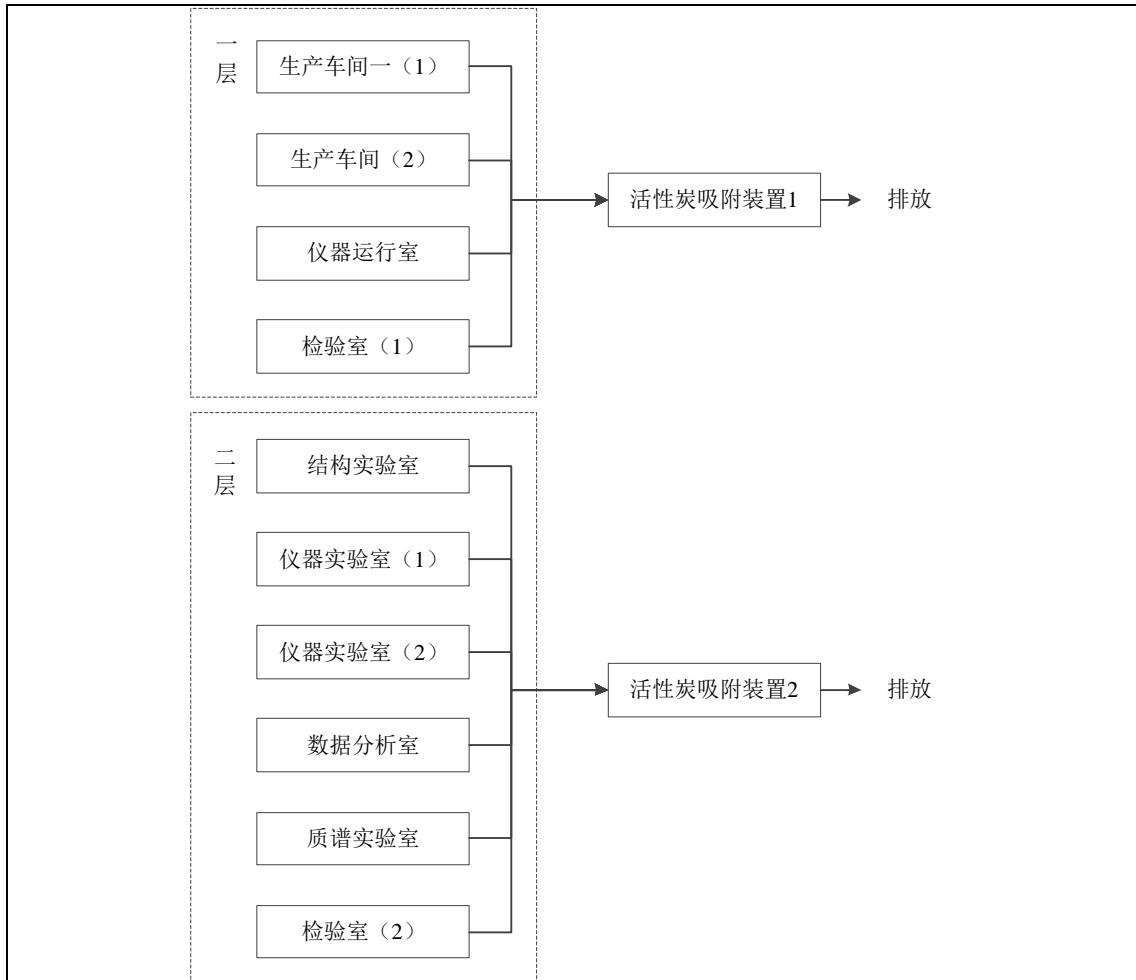 一层
生产车间一（1）
生产车间（2）
仪器运行室
检验室（1）
活性炭吸附装置1
排放
二层
结构实验室
仪器实验室（1）
仪器实验室（2）
数据分析室
质谱实验室
检验室（2）
活性炭吸附装置2
排放